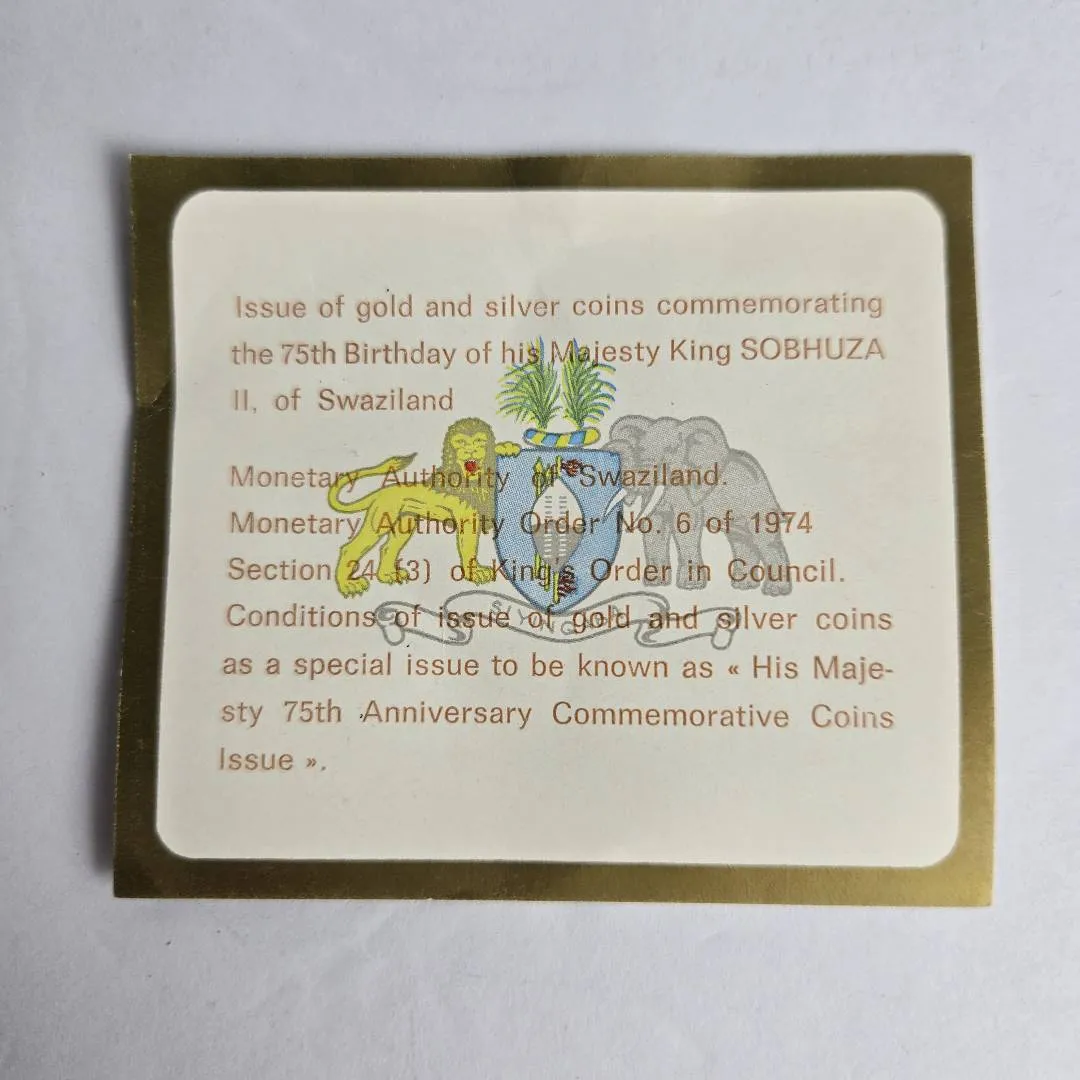 Issue of gold and silver coins commemorating
the 75th Birthday of his Majesty King SOBHUZA
II, of Swaziland
Monetary Authority of Swaziland.
Monetary Authority Order No. 6 of 1974
Section 24 (3) of King's Order in Council.
Conditions of issue of gold and silver coins
as a special issue to be known as « His Maje-
sty 75th Anniversary Commemorative Coins
Issue ».